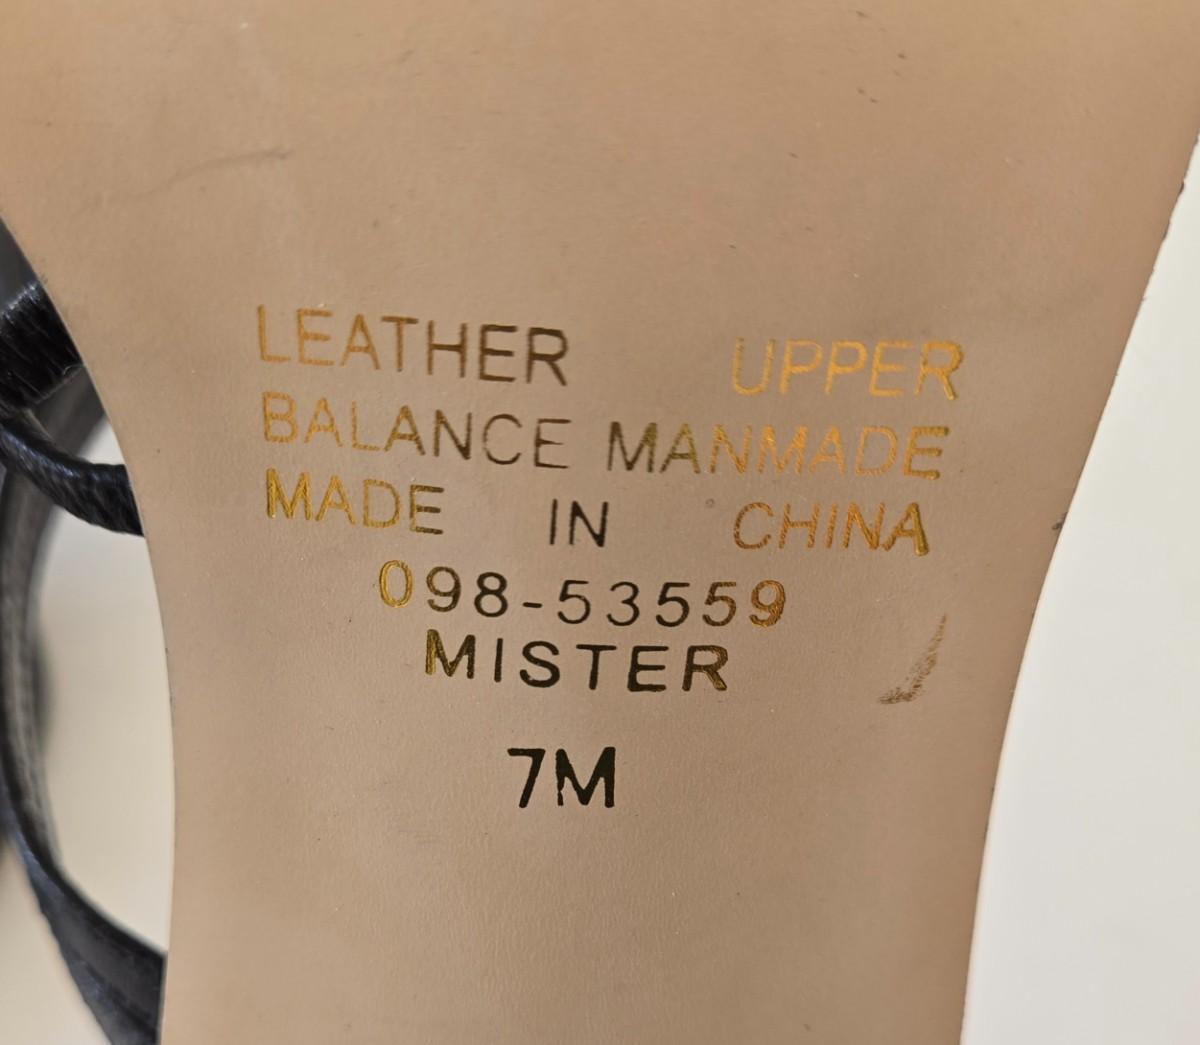 LEATHER UPPER
BALANCE MANMADE
MADE IN CHINA
098-53559
MISTER
7M